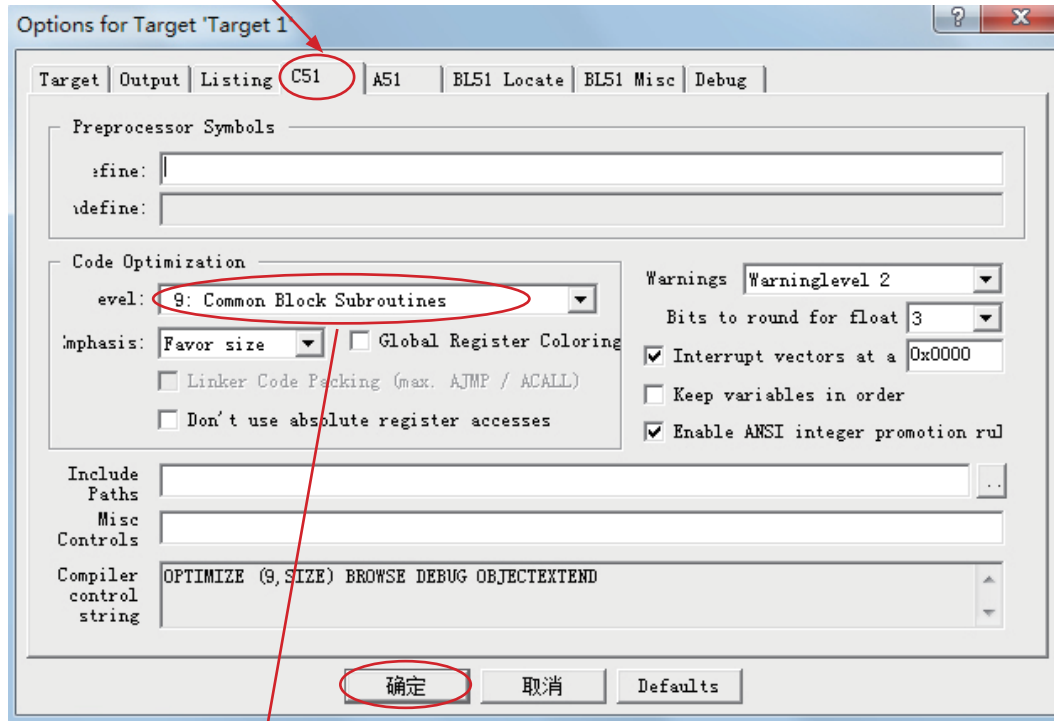 Options for Target 'Target 1'
Target Output Listing C51 A51 BL51 Locate BL51 Misc Debug
Preprocessor Symbols
efine:
define:
Code Optimization
evel: 9: Common Block Subroutines
mphasis: Favor size Global Register Coloring
Linker Code Packing (max. AJMP / ACALL)
Don't use absolute register accesses
Warnings Warninglevel 2
Bits to round for float 3
Interrupt vectors at a 0x0000
Keep variables in order
Enable ANSI integer promotion rul
Include
Paths
..
Misc
Controls
Compiler
control
string
OPTIMIZE (9,SIZE) BROWSE DEBUG OBJECTEXTEND
确定 取消 Defaults